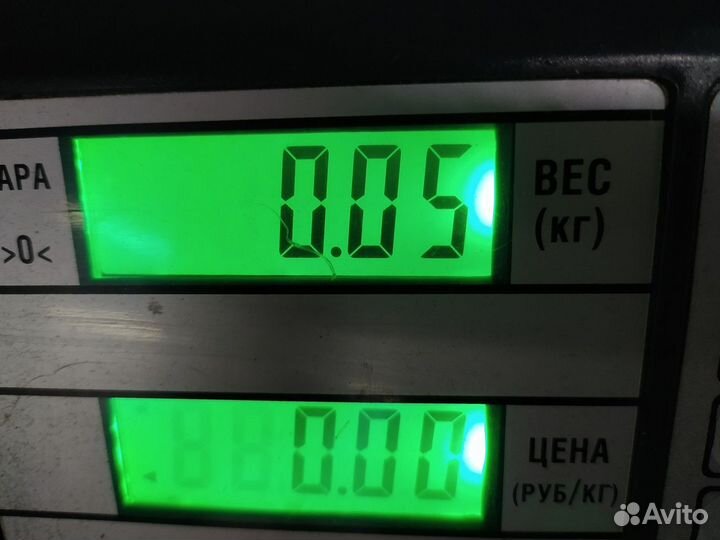 0.05
ВЕС
(кг)
АРА
>0<
0.00
ЦЕНА
(РУБ/КГ)
Avito